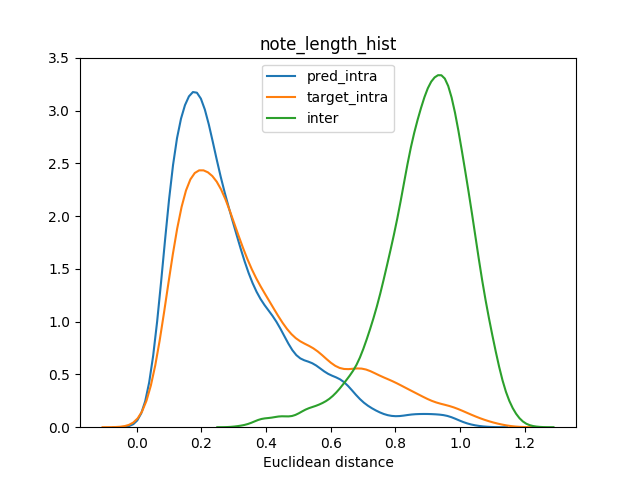 note_length_hist
pred_intra
target_intra
inter
3.5
3.0
2.5
2.0
1.5
1.0
0.5
0.0
0.0 0.2 0.4 0.6 0.8 1.0 1.2
Euclidean distance